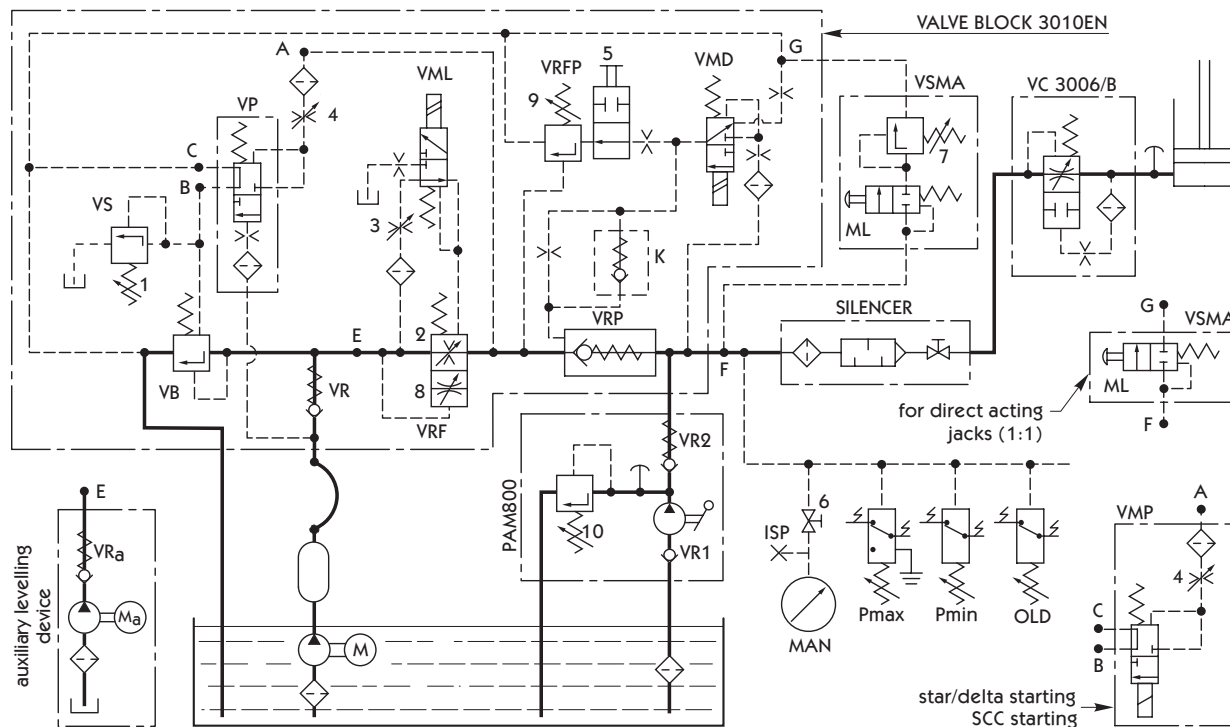 VALVE BLOCK 3010EN
A
G
5
VML
VRFP
VMD
VSMA
VC 3006/B
VP
4
9
C
B
7
VS
3
ML
K
1
SILENCER
G
VSMA
2
VRP
E
F
ML
VB
VR
8
for direct acting
jacks (1:1)
F
VRF
VR2
E
PAM800
A
6
VMP
10
ISP
VRa
VR1
4
auxiliary levelling
device
Ma
Pmax
Pmin
OLD
C
M
MAN
B
star/delta starting
SCC starting